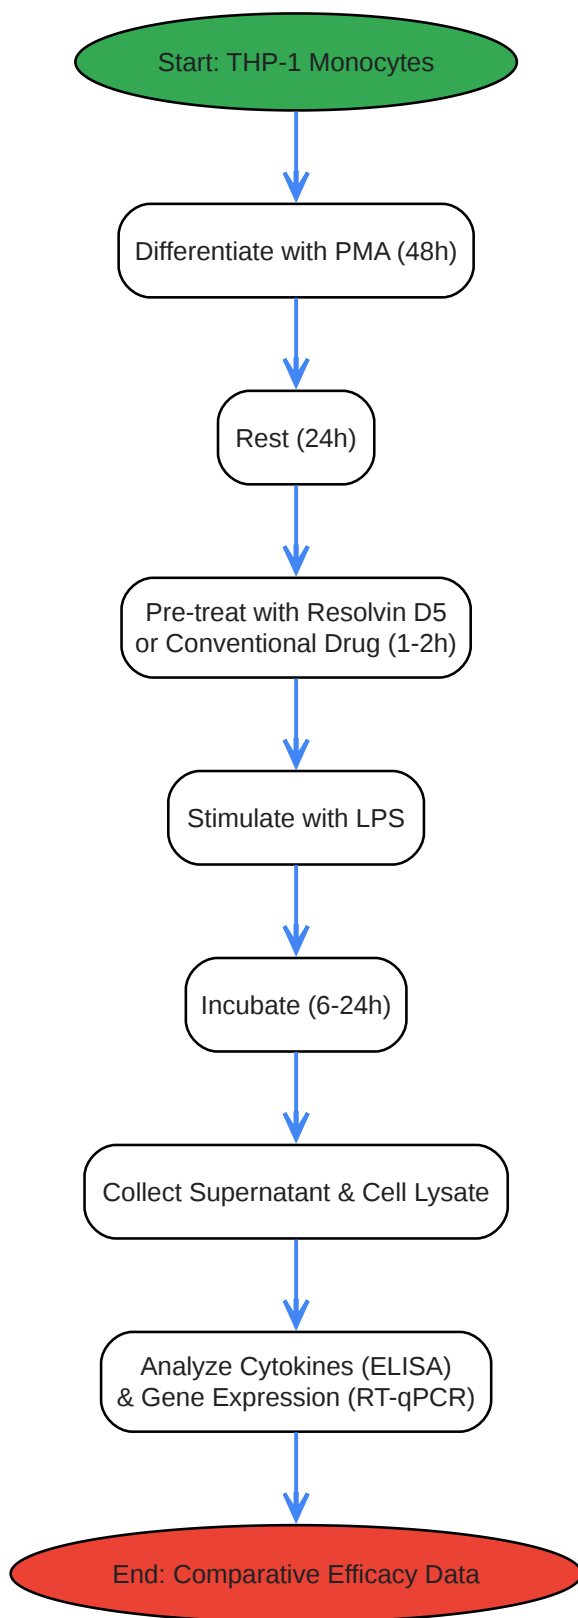 Start: THP-1 Monocytes
Differentiate with PMA (48h)
Rest (24h)
Pre-treat with Resolvin D5
or Conventional Drug (1-2h)
Stimulate with LPS
Incubate (6-24h)
Collect Supernatant & Cell Lysate
Analyze Cytokines (ELISA)
& Gene Expression (RT-qPCR)
End: Comparative Efficacy Data